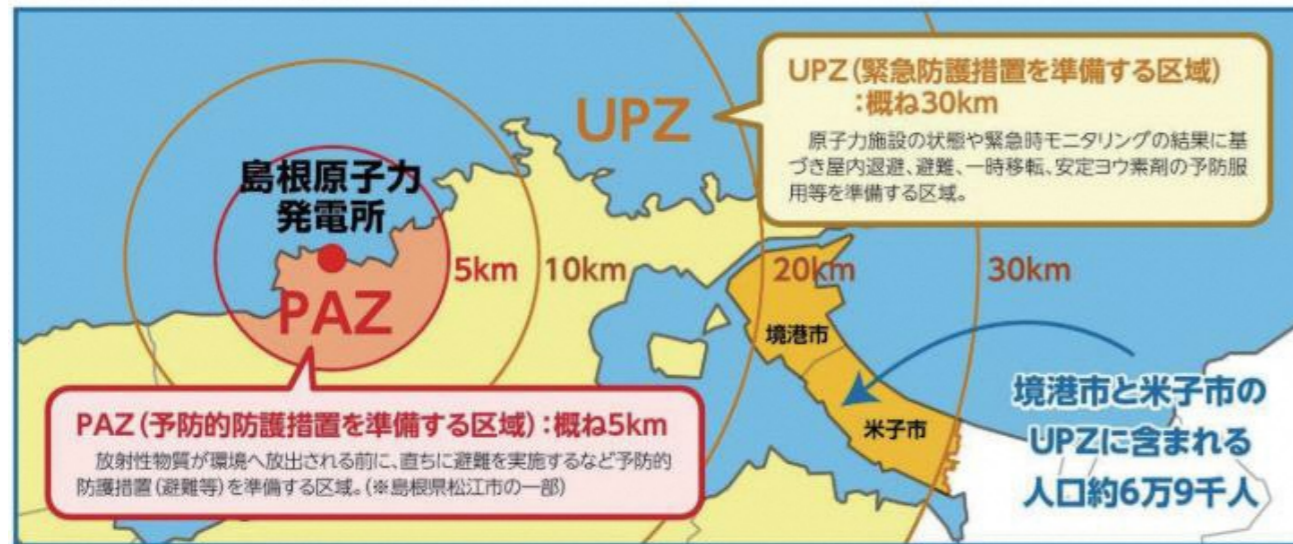 UPZ(緊急防護措置を準備する区域)
:概ね30km
原子力施設の状態や緊急時モニタリングの結果に基
づき屋内退避、避難、一時移転、安定ヨウ素剤の予防服
用等を準備する区域。
UPZ
島根原子力
発電所
PAZ
5km
10km
20km
30km
境港市
米子市
PAZ(予防的防護措置を準備する区域):概ね5km
放射性物質が環境へ放出される前に、直ちに避難を実施するなど予防的
防護措置(避難等)を準備する区域。(※島根県松江市の一部)
境港市と米子市の
UPZに含まれる
人口約6万9千人